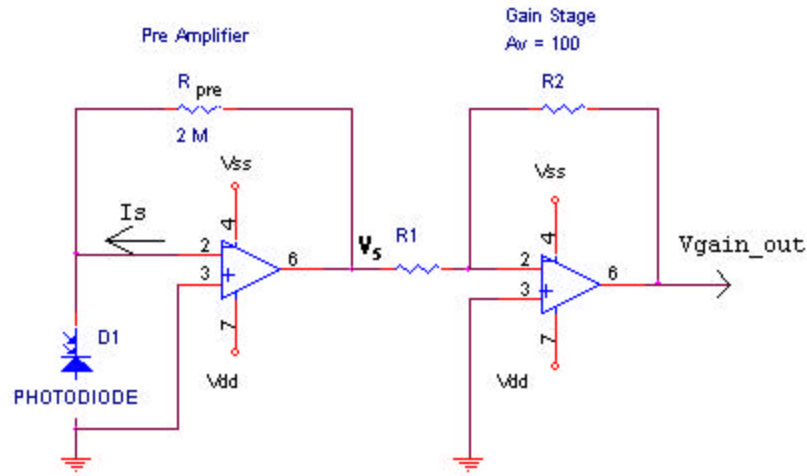 Pre Amplifier
Gain Stage
Av = 100
R pre
2 M
R2
Vss
Vss
Is
4
4
2
3
6
Vs
R1
2
3
6
Vgain_out
7
7
D1
PHOTODIODE
Vdd
Vdd